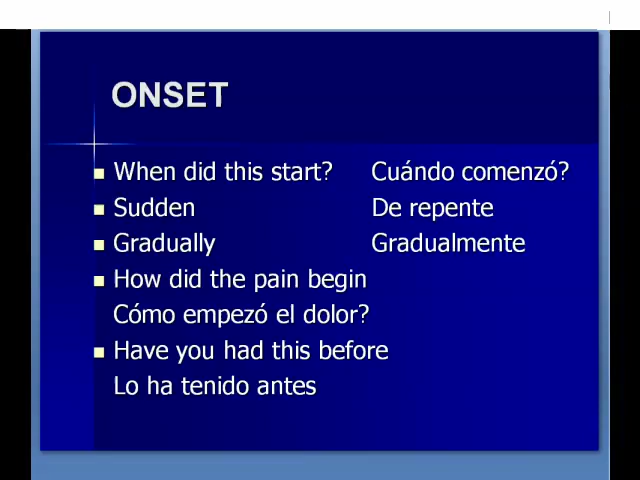 ONSET
When did this start? Cuándo comenzó?
Sudden De repente
Gradually Gradualmente
How did the pain begin
Cómo empezó el dolor?
Have you had this before
Lo ha tenido antes